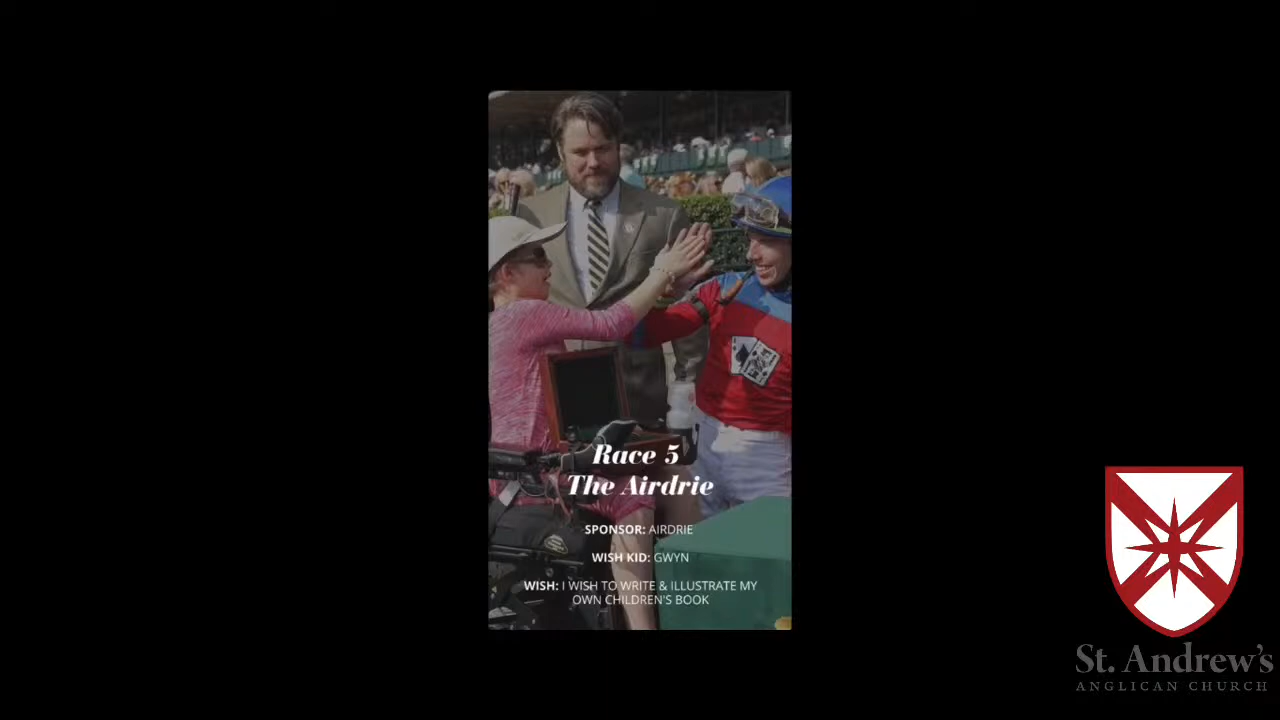 Race 5
The Airdrie
SPONSOR: AIRDRIE
WISH KID: GWYN
WISH: I WISH TO WRITE & ILLUSTRATE MY
OWN CHILDREN'S BOOK
St. Andrew's
ANGLICAN CHURCH